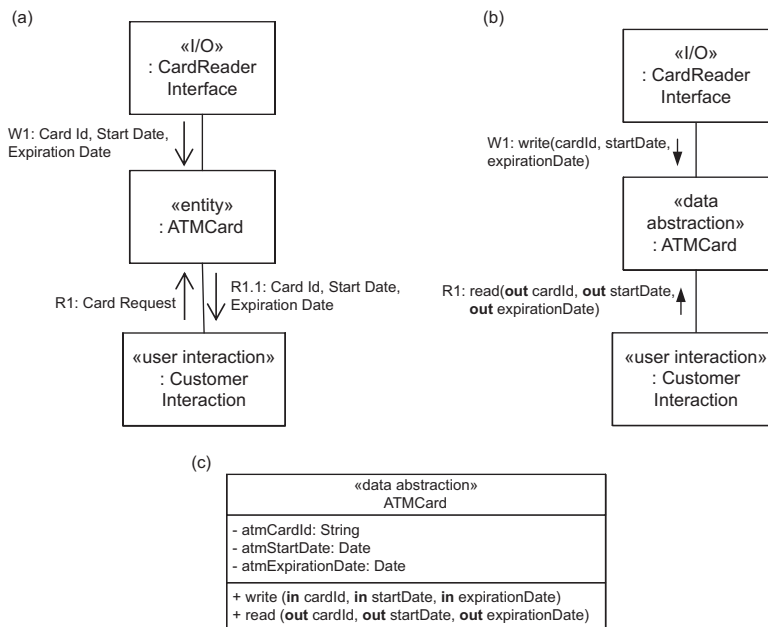 (a)
«I/O»
: CardReader
Interface
W1: Card Id, Start Date,
Expiration Date
«entity»
: ATMCard
R1: Card Request
R1.1: Card Id, Start Date,
Expiration Date
«user interaction»
: Customer
Interaction
(b)
«I/O»
: CardReader
Interface
W1: write(cardId, startDate,
expirationDate)
«data
abstraction»
: ATMCard
R1: read(out cardId, out startDate,
out expirationDate)
«user interaction»
: Customer
Interaction
(c)
«data abstraction»
ATMCard
- atmCardId: String
- atmStartDate: Date
- atmExpirationDate: Date
+ write (in cardId, in startDate, in expirationDate)
+ read (out cardId, out startDate, out expirationDate)